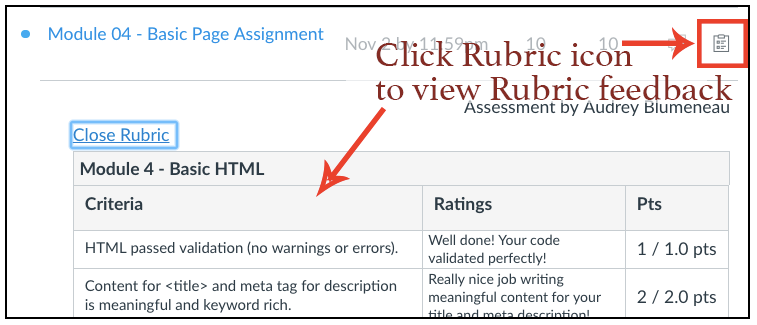 Module 04 - Basic Page Assignment
Nov 2 by 11:59pm 10 10
Click Rubric icon
to view Rubric feedback
Assessment by Audrey Blumeneau
Close Rubric
Module 4 - Basic HTML
Criteria Ratings Pts
HTML passed validation (no warnings or errors).
Well done! Your code
validated perfectly!
1 / 1.0 pts
Content for <title> and meta tag for description
is meaningful and keyword rich.
Really nice job writing
meaningful content for your
title and meta description!
2 / 2.0 pts